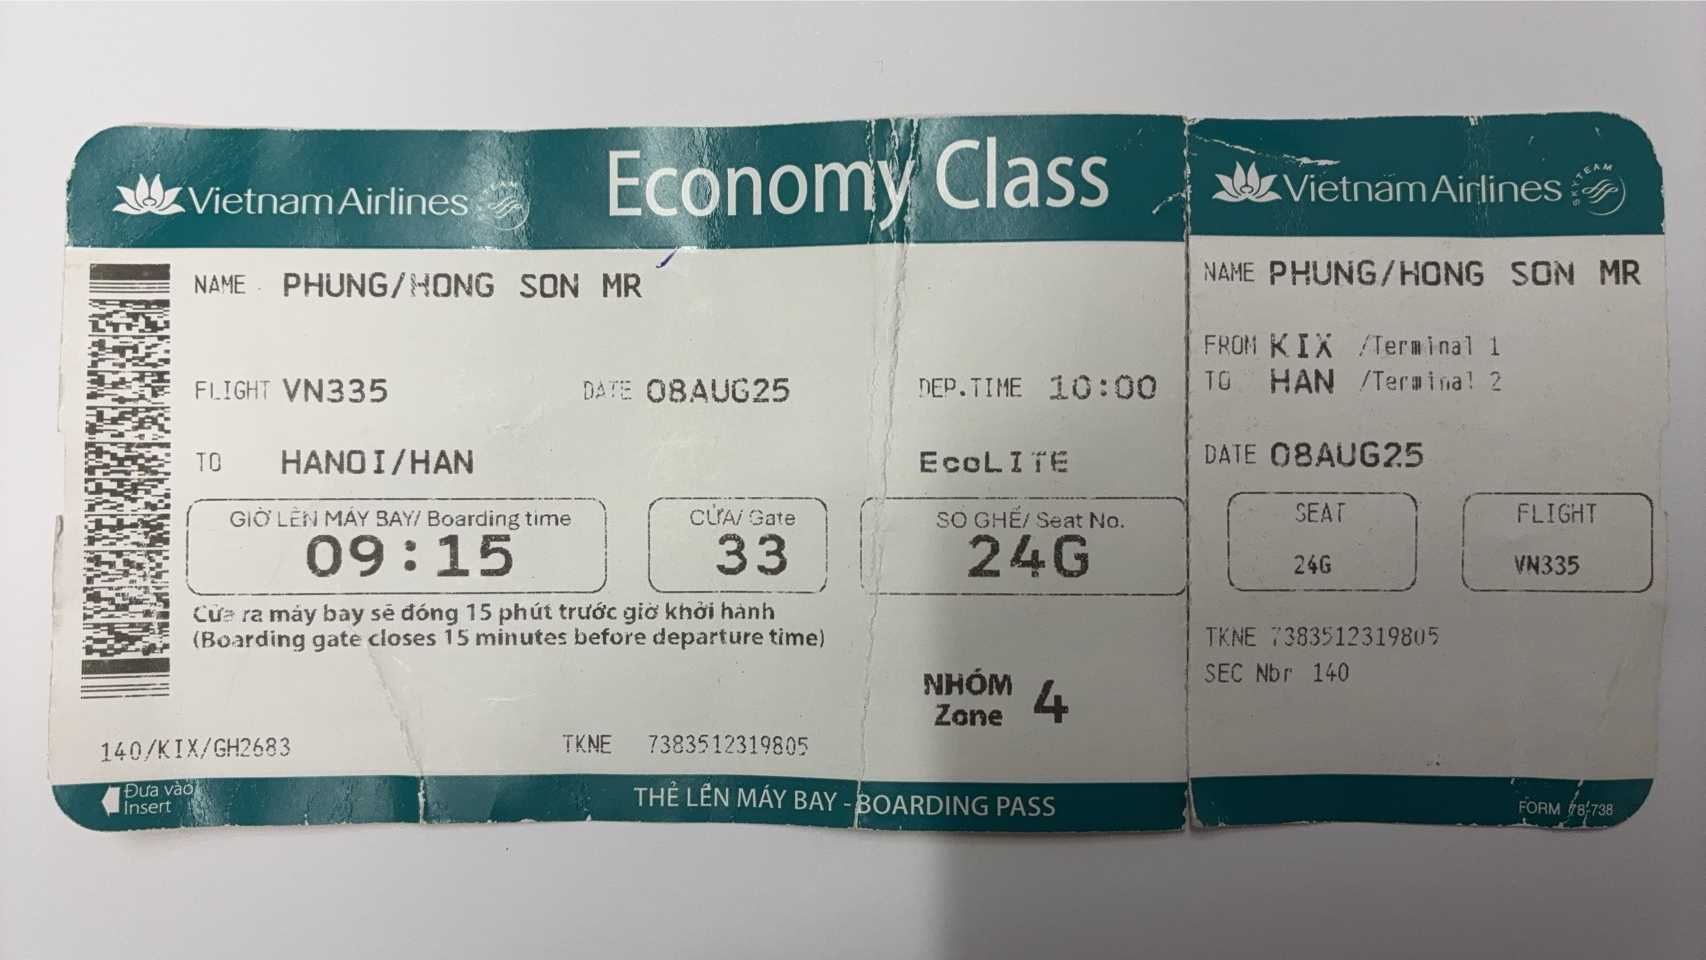 Vietnam Airlines SKYTEAM Economy Class
NAME PHUNG/HONG SON MR
FLIGHT VN335 DATE 08AUG25 DEP.TIME 10:00
TO HANOI/HAN EcoLITE
GIỜ LÊN MÁY BAY/ Boarding time CỬA/ Gate SỐ GHẾ/ Seat No.
09:15 33 24G
Cửa ra máy bay sẽ đóng 15 phút trước giờ khởi hành
(Boarding gate closes 15 minutes before departure time)
NHÓM
Zone 4
140/KIX/GH2683 TKNE 7383512319805
Đưa vào
Insert
THẺ LÊN MÁY BAY - BOARDING PASS
Vietnam Airlines SKYTEAM
NAME PHUNG/HONG SON MR
FROM KIX /Terminal 1
TO HAN /Terminal 2
DATE 08AUG25
SEAT FLIGHT
24G VN335
TKNE 7383512319805
SEC Nbr 140
FORM 78-738